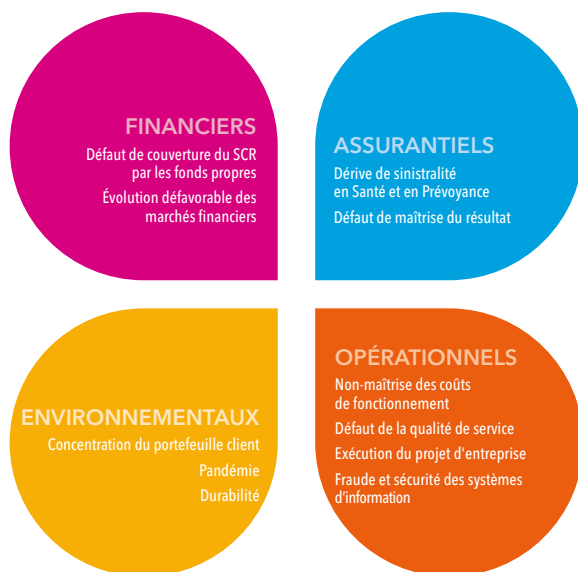 FINANCIERS
Défaut de couverture du SCR
par les fonds propres
Évolution défavorable des
marchés financiers
ASSURANTIELS
Dérive de sinistralité
en Santé et en Prévoyance
Défaut de maîtrise du résultat
ENVIRONNEMENTAUX
Concentration du portefeuille client
Pandémie
Durabilité
OPÉRATIONNELS
Non-maîtrise des coûts
de fonctionnement
Défaut de la qualité de service
Exécution du projet d'entreprise
Fraude et sécurité des systèmes
d'information